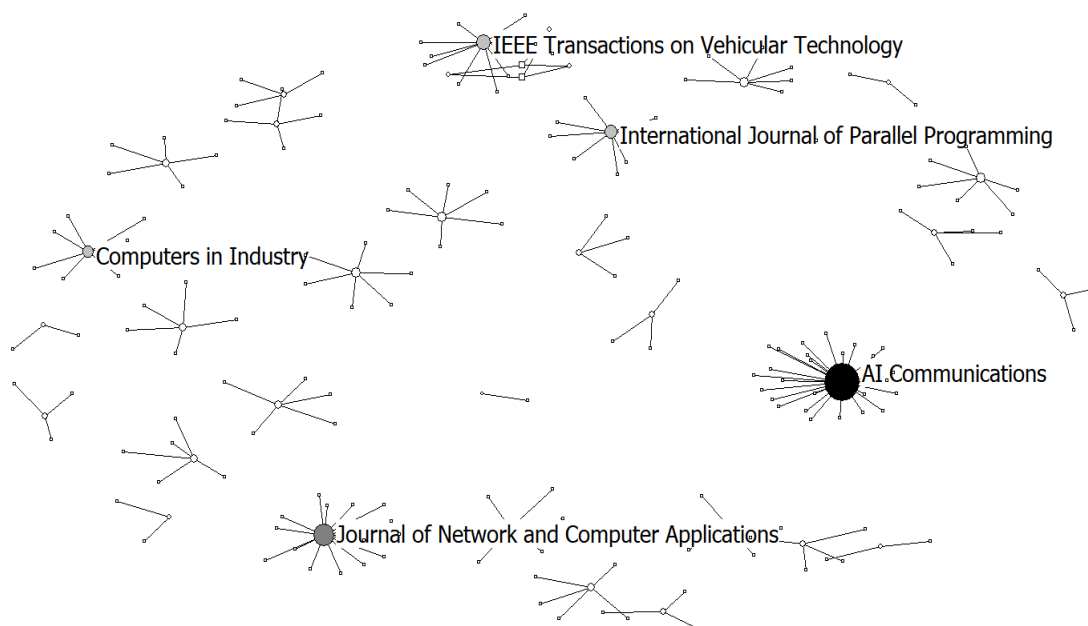 IEEE Transactions on Vehicular Technology
International Journal of Parallel Programming
Computers in Industry
AI Communications
Journal of Network and Computer Applications